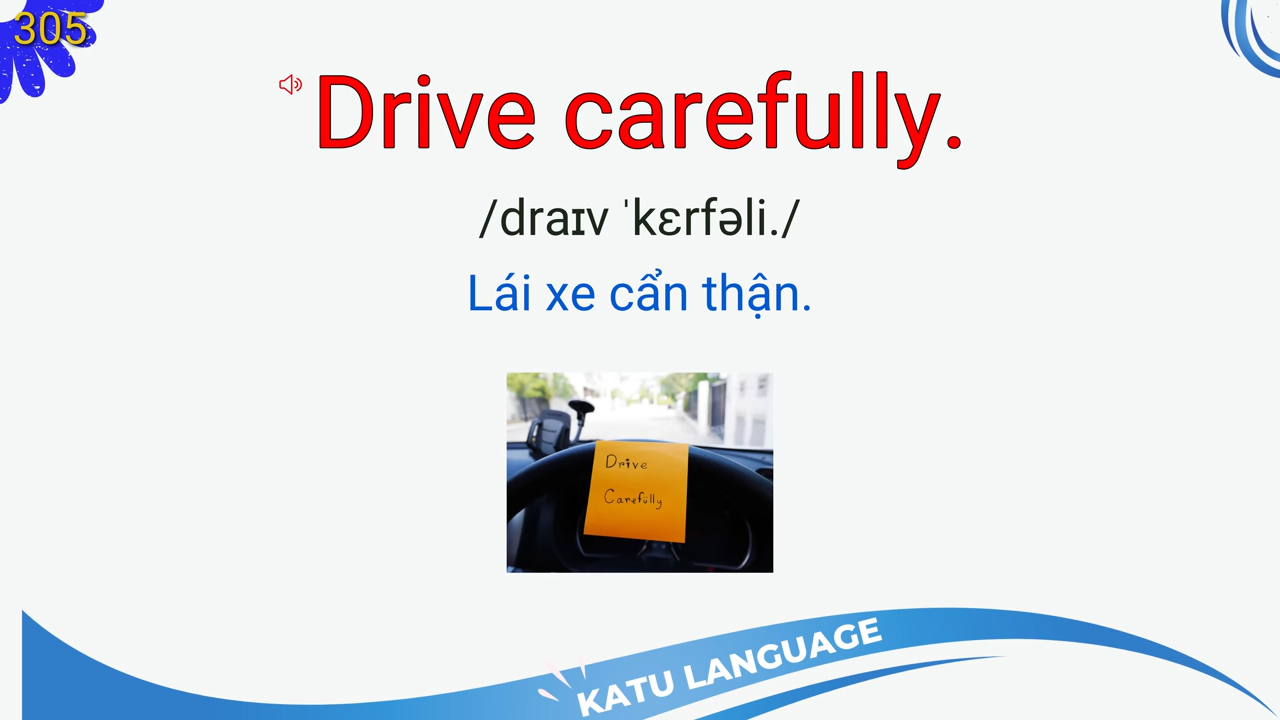 305
Drive carefully.
/draɪv ˈkɛrfəli./
Lái xe cẩn thận.
Drive
Carefully
KATU LANGUAGE